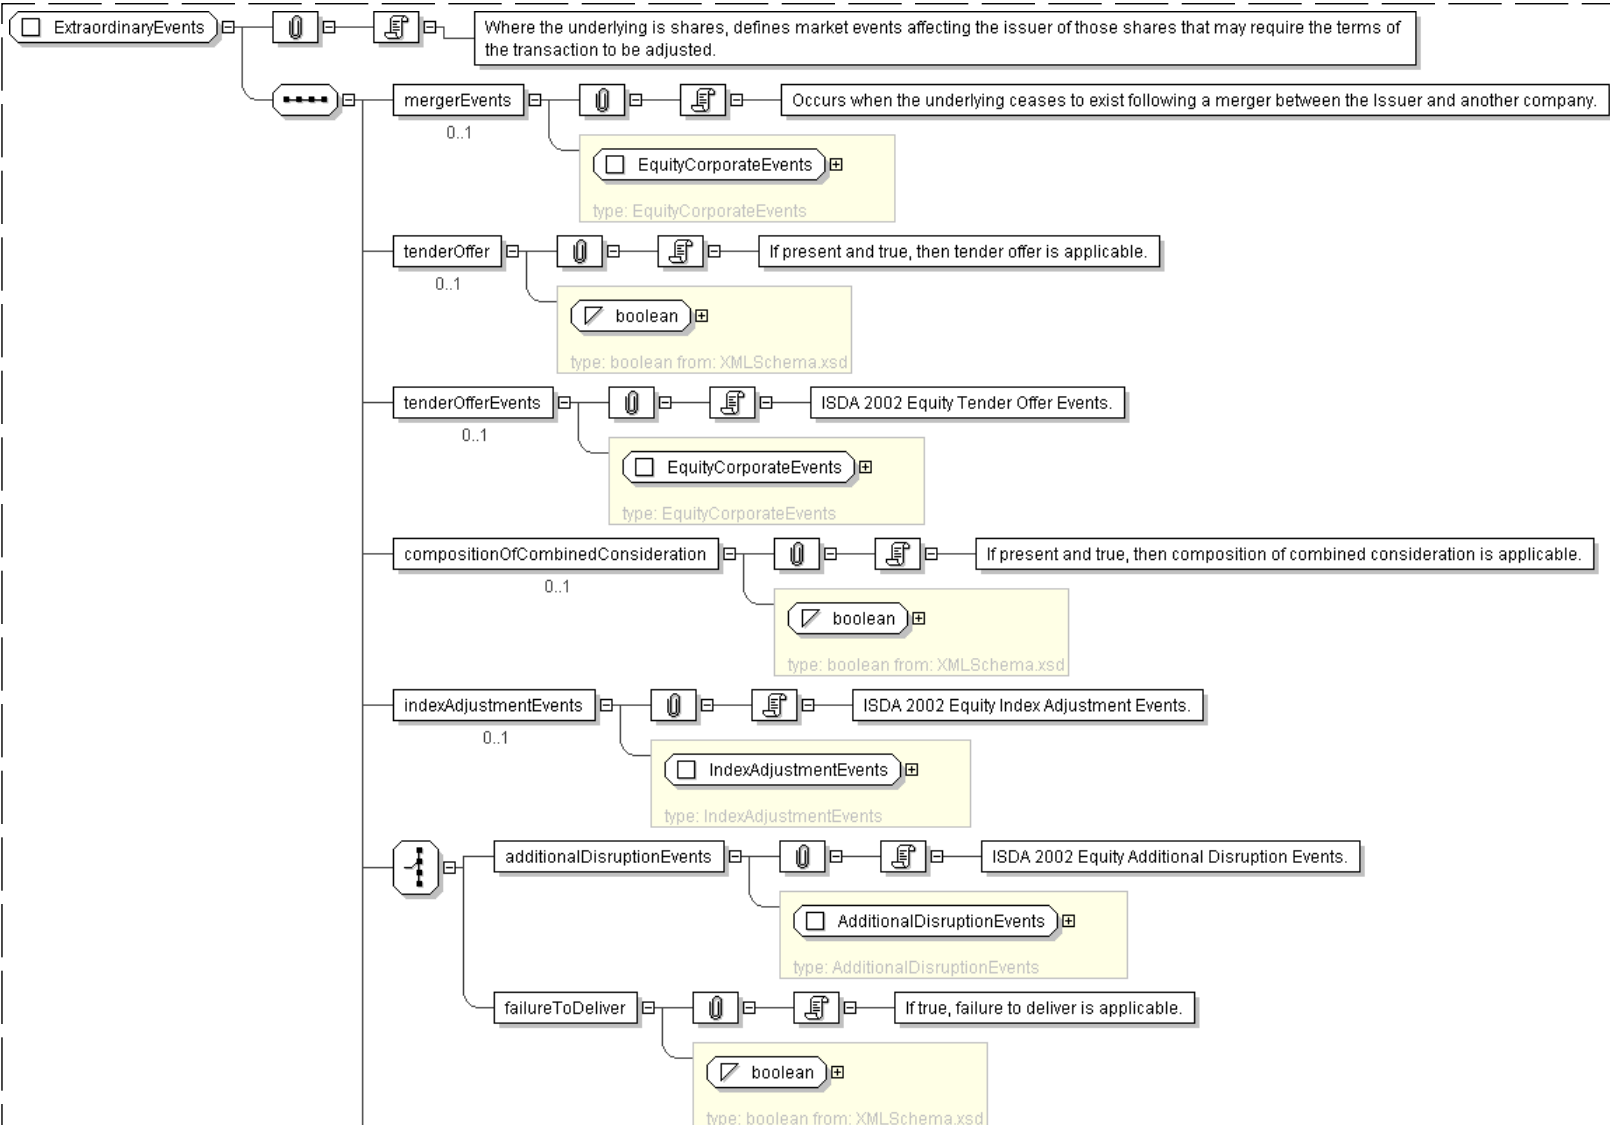 ExtraordinaryEvents
Where the underlying is shares, defines market events affecting the issuer of those shares that may require the terms of
the transaction to be adjusted.
mergerEvents
Occurs when the underlying ceases to exist following a merger between the Issuer and another company.
0..1
EquityCorporateEvents
type: EquityCorporateEvents
tenderOffer
If present and true, then tender offer is applicable.
0..1
boolean
type: boolean from: XMLSchema.xsd
tenderOfferEvents
ISDA 2002 Equity Tender Offer Events.
0..1
EquityCorporateEvents
type: EquityCorporateEvents
compositionOfCombinedConsideration
If present and true, then composition of combined consideration is applicable.
0..1
boolean
type: boolean from: XMLSchema.xsd
indexAdjustmentEvents
ISDA 2002 Equity Index Adjustment Events.
0..1
IndexAdjustmentEvents
type: IndexAdjustmentEvents
additionalDisruptionEvents
ISDA 2002 Equity Additional Disruption Events.
AdditionalDisruptionEvents
type: AdditionalDisruptionEvents
failureToDeliver
If true, failure to deliver is applicable.
boolean
type: boolean from: XMLSchema.xsd